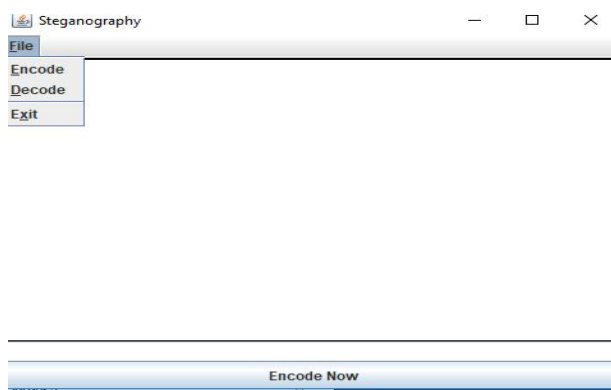 Steganography
File
Encode
Decode
Exit
Encode Now